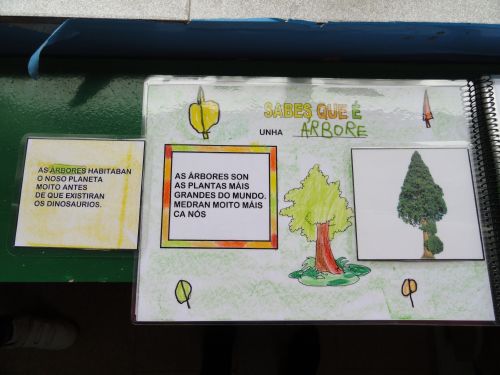 SABES QUE É
UNHA ÁRBORE
AS ÁRBORES HABITABAN
O NOSO PLANETA
MOITO ANTES
DE QUE EXISTIRAN
OS DINOSAURIOS.
AS ÁRBORES SON
AS PLANTAS MÁIS
GRANDES DO MUNDO.
MEDRAN MOITO MÁIS
CA NÓS